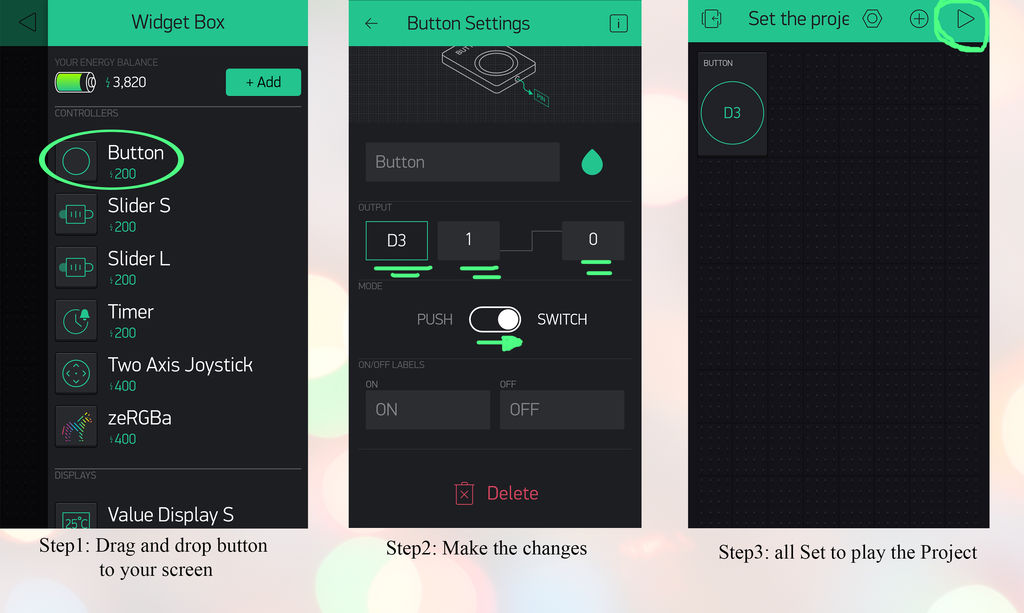 Widget Box
YOUR ENERGY BALANCE
3,820
+ Add
CONTROLLERS
Button
200
Slider S
200
Slider L
200
Timer
200
Two Axis Joystick
400
zeRGBa
400
DISPLAYS
25°C
Value Display S
Step1: Drag and drop button
to your screen
Button Settings
i
PIN
Button
OUTPUT
D3 1 0
MODE
PUSH SWITCH
ON/OFF LABELS
ON OFF
ON OFF
Delete
Step2: Make the changes
Set the proje
BUTTON
D3
Step3: all Set to play the Project